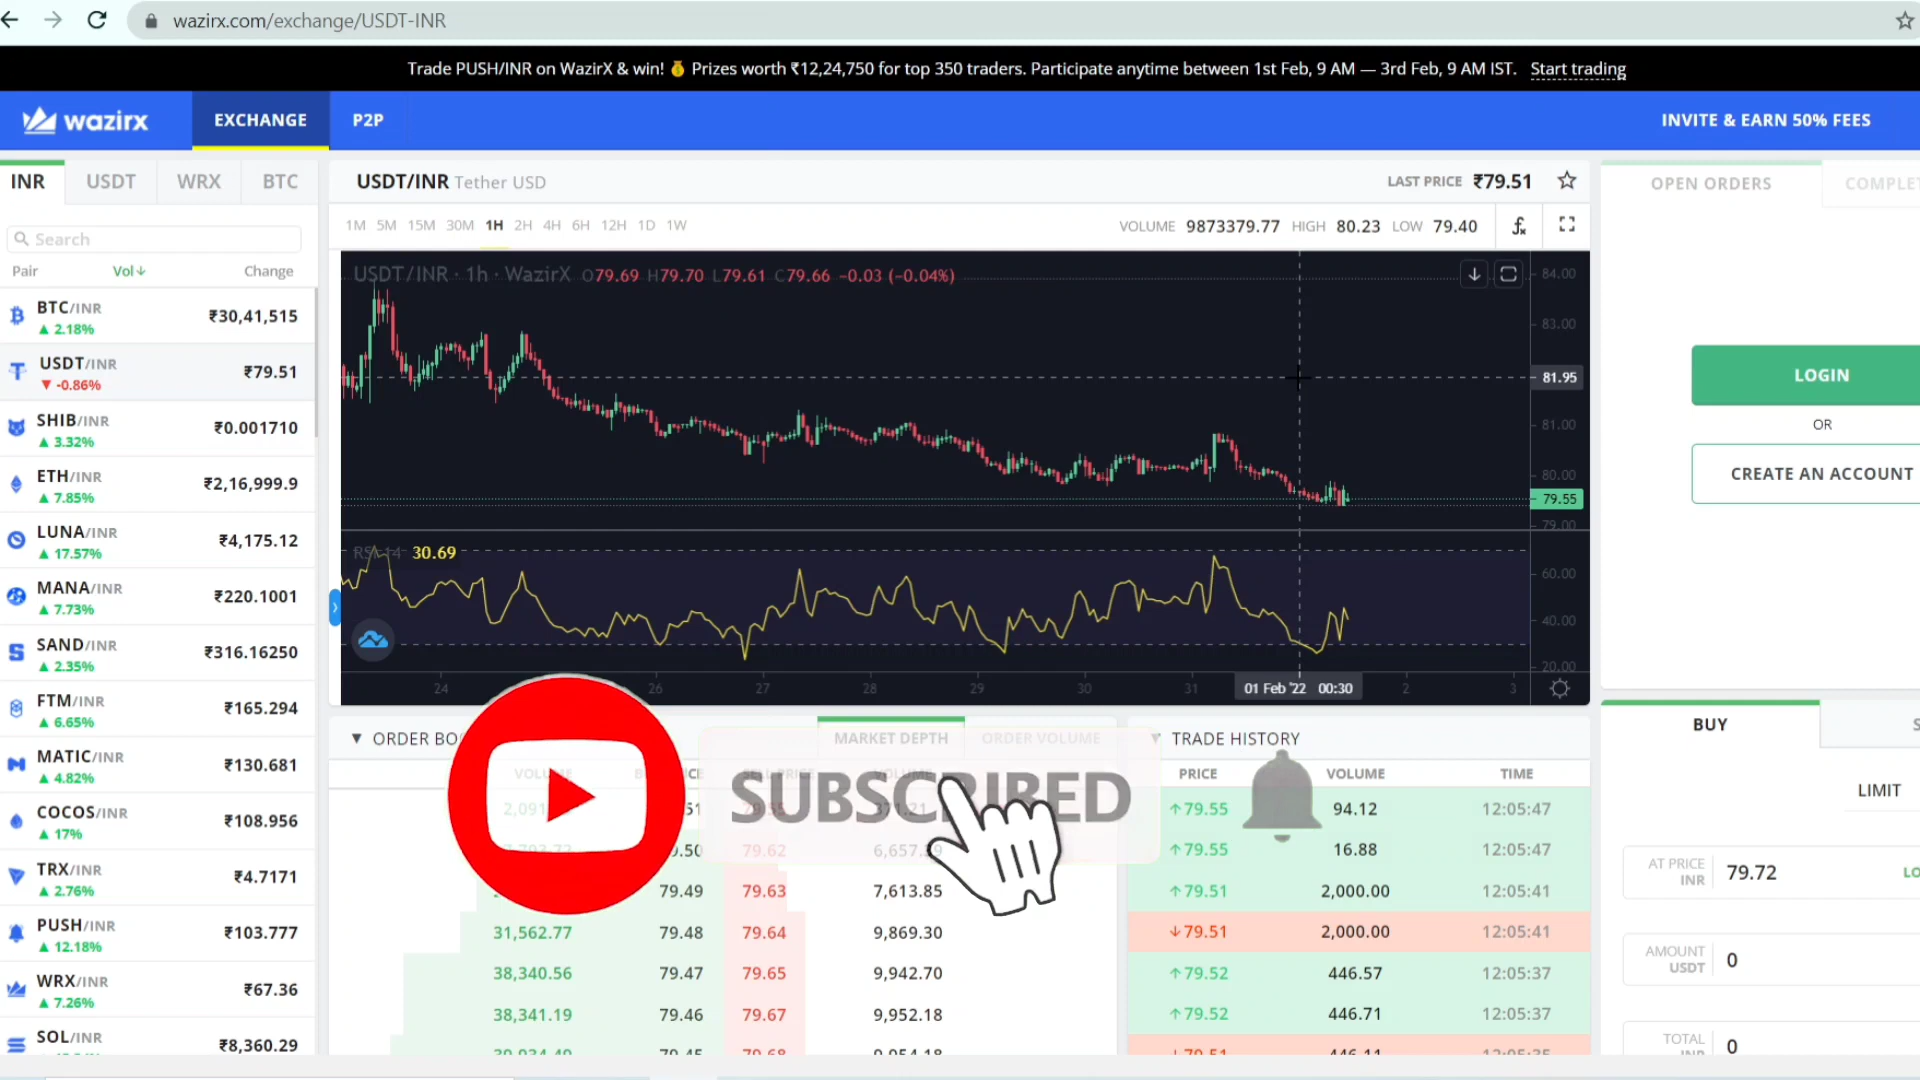 wazirx.com/exchange/USDT-INR
Trade PUSH/INR on WazirX & win! 💰 Prizes worth ₹12,24,750 for top 350 traders. Participate anytime between 1st Feb, 9 AM — 3rd Feb, 9 AM IST. Start trading
wazirx EXCHANGE P2P INVITE & EARN 50% FEES
INR USDT WRX BTC
Search
Pair Vol↓ Change
BTC/INR ₹30,41,515
▲ 2.18%
USDT/INR ₹79.51
▼ -0.86%
SHIB/INR ₹0.001710
▲ 3.32%
ETH/INR ₹2,16,999.9
▲ 7.85%
LUNA/INR ₹4,175.12
▲ 17.57%
MANA/INR ₹220.1001
▲ 7.73%
SAND/INR ₹316.16250
▲ 2.35%
FTM/INR ₹165.294
▲ 6.65%
MATIC/INR ₹130.681
▲ 4.82%
COCOS/INR ₹108.956
▲ 17%
TRX/INR ₹4.7171
▲ 2.76%
PUSH/INR ₹103.777
▲ 12.18%
WRX/INR ₹67.36
▲ 7.26%
SOL/INR ₹8,360.29
USDT/INR Tether USD LAST PRICE ₹79.51
1M 5M 15M 30M 1H 2H 4H 6H 12H 1D 1W VOLUME 9873379.77 HIGH 80.23 LOW 79.40
USDT/INR · 1h · WazirX O79.69 H79.70 L79.61 C79.66 −0.03 (−0.04%)
84.00
83.00
81.95
81.00
80.00
79.55
79.00
RSI 14 30.69
60.00
40.00
20.00
24 26 27 28 29 30 31 01 Feb '22 00:30 2 3
▼ ORDER BO
MARKET DEPTH ORDER VOLUME
SUBSCRIBED
79.62 6,657
79.49 79.63 7,613.85
31,562.77 79.48 79.64 9,869.30
38,340.56 79.47 79.65 9,942.70
38,341.19 79.46 79.67 9,952.18
▼ TRADE HISTORY
PRICE VOLUME TIME
↑79.55 94.12 12:05:47
↑79.55 16.88 12:05:47
↑79.51 2,000.00 12:05:41
↓79.51 2,000.00 12:05:41
↑79.52 446.57 12:05:37
↑79.52 446.71 12:05:37
OPEN ORDERS COMPLET
LOGIN
OR
CREATE AN ACCOUNT
BUY S
LIMIT
AT PRICE INR 79.72 LO
AMOUNT USDT 0
TOTAL INR 0